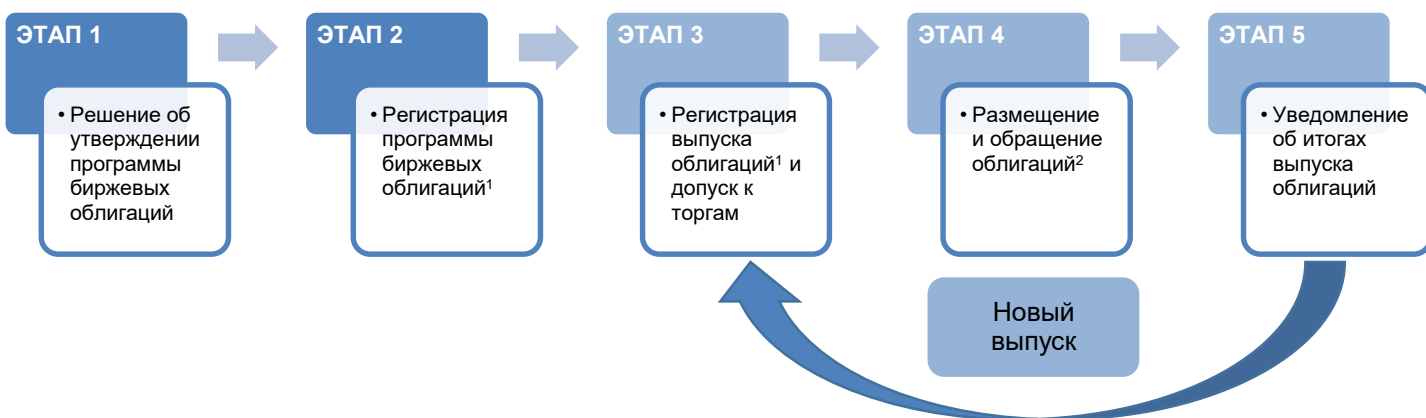 ЭТАП 1
• Решение об
утверждении
программы
биржевых
облигаций
ЭТАП 2
• Регистрация
программы
биржевых
облигаций¹
ЭТАП 3
• Регистрация
выпуска
облигаций¹ и
допуск к
торгам
ЭТАП 4
• Размещение
и обращение
облигаций²
ЭТАП 5
• Уведомление
об итогах
выпуска
облигаций
Новый
выпуск